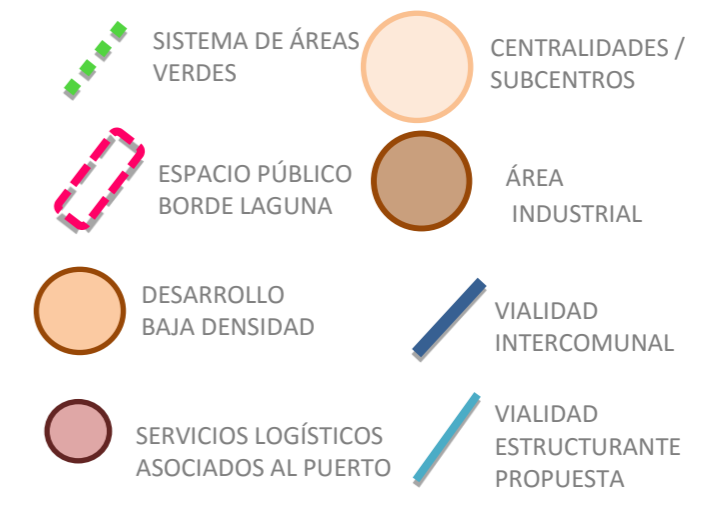 SISTEMA DE ÁREAS
VERDES
CENTRALIDADES /
SUBCENTROS
ESPACIO PÚBLICO
BORDE LAGUNA
ÁREA
INDUSTRIAL
DESARROLLO
BAJA DENSIDAD
VIALIDAD
INTERCOMUNAL
SERVICIOS LOGÍSTICOS
ASOCIADOS AL PUERTO
VIALIDAD
ESTRUCTURANTE
PROPUESTA